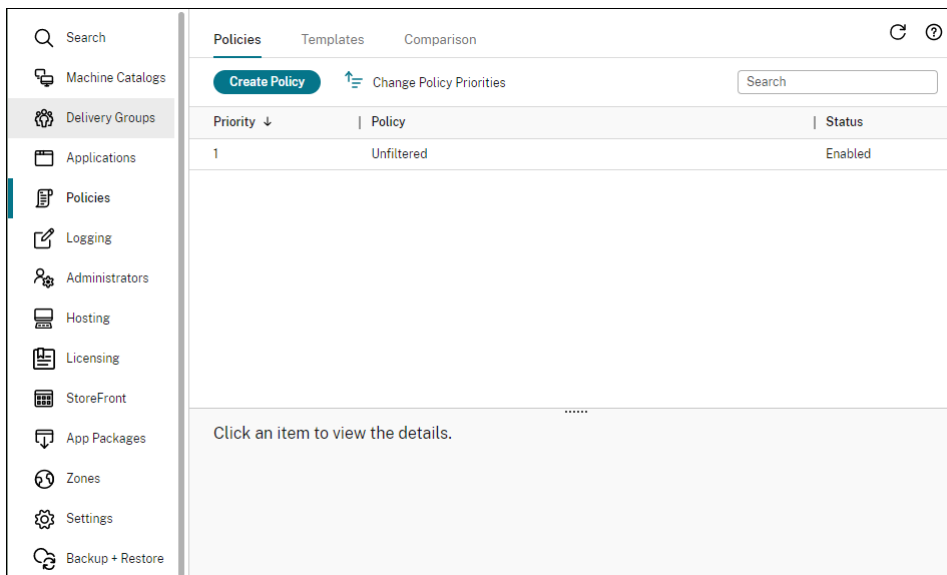 Search
Machine Catalogs
Delivery Groups
Applications
Policies
Logging
Administrators
Hosting
Licensing
StoreFront
App Packages
Zones
Settings
Backup + Restore
Policies Templates Comparison
Create Policy Change Policy Priorities Search
Priority ↓ | Policy | Status
1 Unfiltered Enabled
Click an item to view the details.